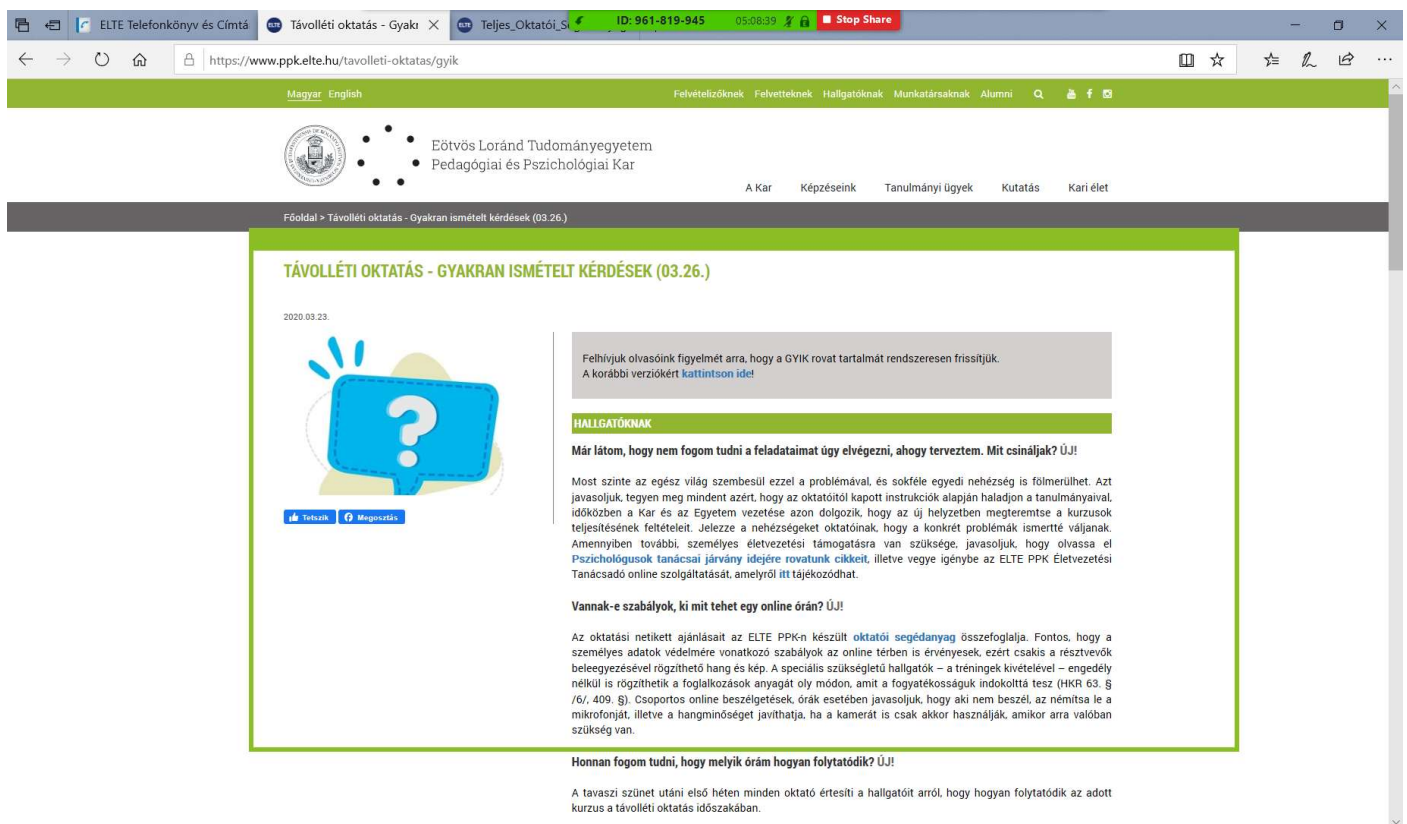 ELTE Telefonkönyv és Címtá
Távolléti oktatás - Gyakr
Teljes_Oktatói_S
ID: 961-819-945
05:08:39
Stop Share
https://www.ppk.elte.hu/tavolleti-oktatas/gyik
Magyar English
Felvételizőknek Felvetteknek Hallgatóknak Munkatársaknak Alumni
Eötvös Loránd Tudományegyetem
Pedagógiai és Pszichológiai Kar
A Kar Képzéseink Tanulmányi ügyek Kutatás Kari élet
Főoldal > Távolléti oktatás - Gyakran ismételt kérdések (03.26.)
TÁVOLLÉTI OKTATÁS - GYAKRAN ISMÉTELT KÉRDÉSEK (03.26.)
2020.03.23.
Tetszik Megosztás
Felhívjuk olvasóink figyelmét arra, hogy a GYIK rovat tartalmát rendszeresen frissítjük.
A korábbi verziókért kattintson ide!
HALLGATÓKNAK
Már látom, hogy nem fogom tudni a feladataimat úgy elvégezni, ahogy terveztem. Mit csináljak? ÚJ!
Most szinte az egész világ szembesül ezzel a problémával, és sokféle egyedi nehézség is fölmerülhet. Azt
javasoljuk, tegyen meg mindent azért, hogy az oktatóitól kapott instrukciók alapján haladjon a tanulmányaival,
időközben a Kar és az Egyetem vezetése azon dolgozik, hogy az új helyzetben megteremtse a kurzusok
teljesítésének feltételeit. Jelezze a nehézségeket oktatóinak, hogy a konkrét problémák ismertté váljanak.
Amennyiben további, személyes életvezetési támogatásra van szüksége, javasoljuk, hogy olvassa el
Pszichológusok tanácsai járvány idejére rovatunk cikkeit, illetve vegye igénybe az ELTE PPK Életvezetési
Tanácsadó online szolgáltatását, amelyről itt tájékozódhat.
Vannak-e szabályok, ki mit tehet egy online órán? ÚJ!
Az oktatási netikett ajánlásait az ELTE PPK-n készült oktatói segédanyag összefoglalja. Fontos, hogy a
személyes adatok védelmére vonatkozó szabályok az online térben is érvényesek, ezért csakis a résztvevők
beleegyezésével rögzíthető hang és kép. A speciális szükségletű hallgatók – a tréningek kivételével – engedély
nélkül is rögzíthetik a foglalkozások anyagát oly módon, amit a fogyatékosságuk indokolttá tesz (HKR 63. §
/6/, 409. §). Csoportos online beszélgetések, órák esetében javasoljuk, hogy aki nem beszél, az némítsa le a
mikrofonját, illetve a hangminőséget javíthatja, ha a kamerát is csak akkor használják, amikor arra valóban
szükség van.
Honnan fogom tudni, hogy melyik órám hogyan folytatódik? ÚJ!
A tavaszi szünet utáni első héten minden oktató értesíti a hallgatóit arról, hogy hogyan folytatódik az adott
kurzus a távolléti oktatás időszakában.